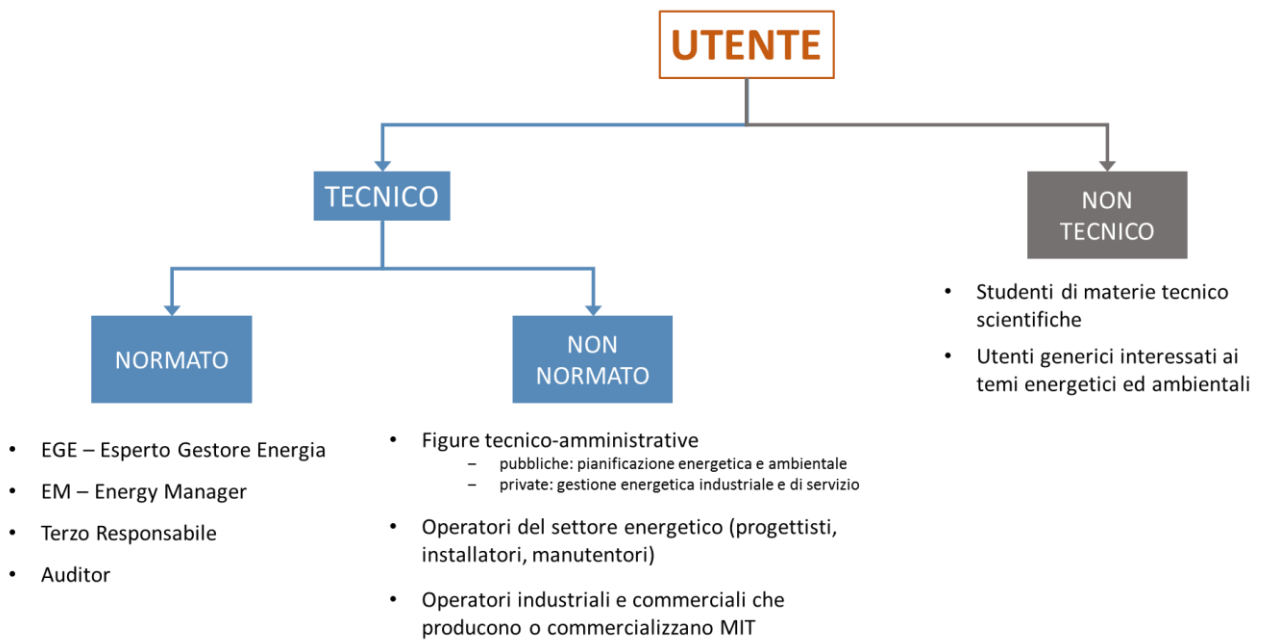 UTENTE
TECNICO
NON
TECNICO
NORMATO
NON
NORMATO
• Studenti di materie tecnico
scientifiche
• Utenti generici interessati ai
temi energetici ed ambientali
• EGE – Esperto Gestore Energia
• EM – Energy Manager
• Terzo Responsabile
• Auditor
• Figure tecnico-amministrative
– pubbliche: pianificazione energetica e ambientale
– private: gestione energetica industriale e di servizio
• Operatori del settore energetico (progettisti,
installatori, manutentori)
• Operatori industriali e commerciali che
producono o commercializzano MIT